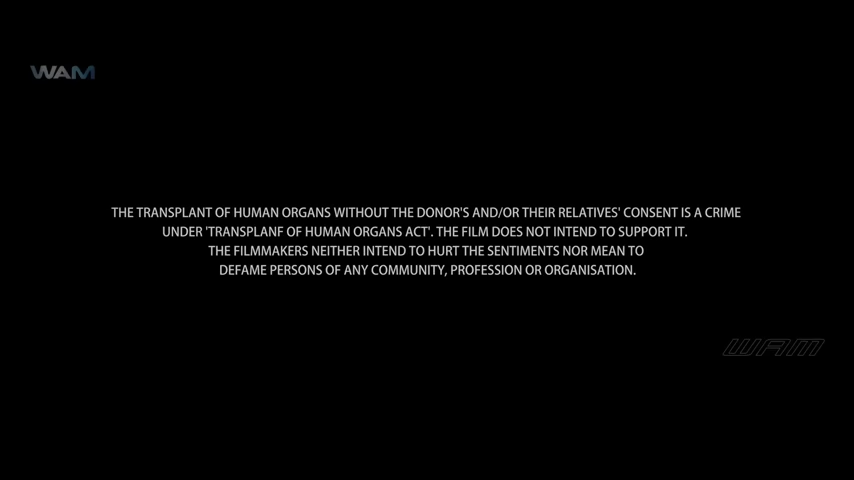 WAM
THE TRANSPLANT OF HUMAN ORGANS WITHOUT THE DONOR'S AND/OR THEIR RELATIVES' CONSENT IS A CRIME
UNDER 'TRANSPLANF OF HUMAN ORGANS ACT'. THE FILM DOES NOT INTEND TO SUPPORT IT.
THE FILMMAKERS NEITHER INTEND TO HURT THE SENTIMENTS NOR MEAN TO
DEFAME PERSONS OF ANY COMMUNITY, PROFESSION OR ORGANISATION.
WAM